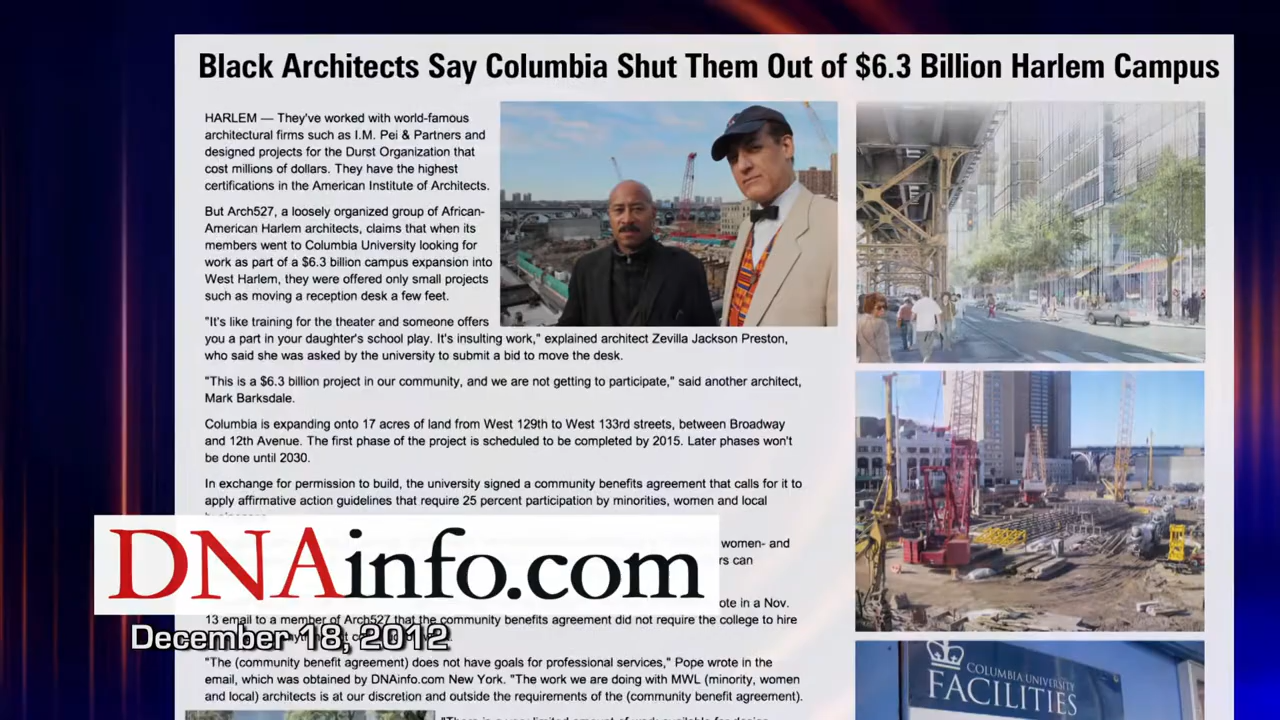 Black Architects Say Columbia Shut Them Out of $6.3 Billion Harlem Campus
HARLEM — They've worked with world-famous
architectural firms such as I.M. Pei & Partners and
designed projects for the Durst Organization that
cost millions of dollars. They have the highest
certifications in the American Institute of Architects.
But Arch527, a loosely organized group of African-
American Harlem architects, claims that when its
members went to Columbia University looking for
work as part of a $6.3 billion campus expansion into
West Harlem, they were offered only small projects
such as moving a reception desk a few feet.
"It's like training for the theater and someone offers
you a part in your daughter's school play. It's insulting work," explained architect Zevilla Jackson Preston,
who said she was asked by the university to submit a bid to move the desk.
"This is a $6.3 billion project in our community, and we are not getting to participate," said another architect,
Mark Barksdale.
Columbia is expanding onto 17 acres of land from West 129th to West 133rd streets, between Broadway
and 12th Avenue. The first phase of the project is scheduled to be completed by 2015. Later phases won't
be done until 2030.
In exchange for permission to build, the university signed a community benefits agreement that calls for it to
apply affirmative action guidelines that require 25 percent participation by minorities, women and local
women- and
can
DNAinfo.com
in a Nov.
13 email to a member of Arch527 that the community benefits agreement did not require the college to hire
December 18, 2012
"The (community benefit agreement) does not have goals for professional services," Pope wrote in the
email, which was obtained by DNAinfo.com New York. "The work we are doing with MWL (minority, women
and local) architects is at our discretion and outside the requirements of the (community benefit agreement).
COLUMBIA UNIVERSITY
FACILITIES